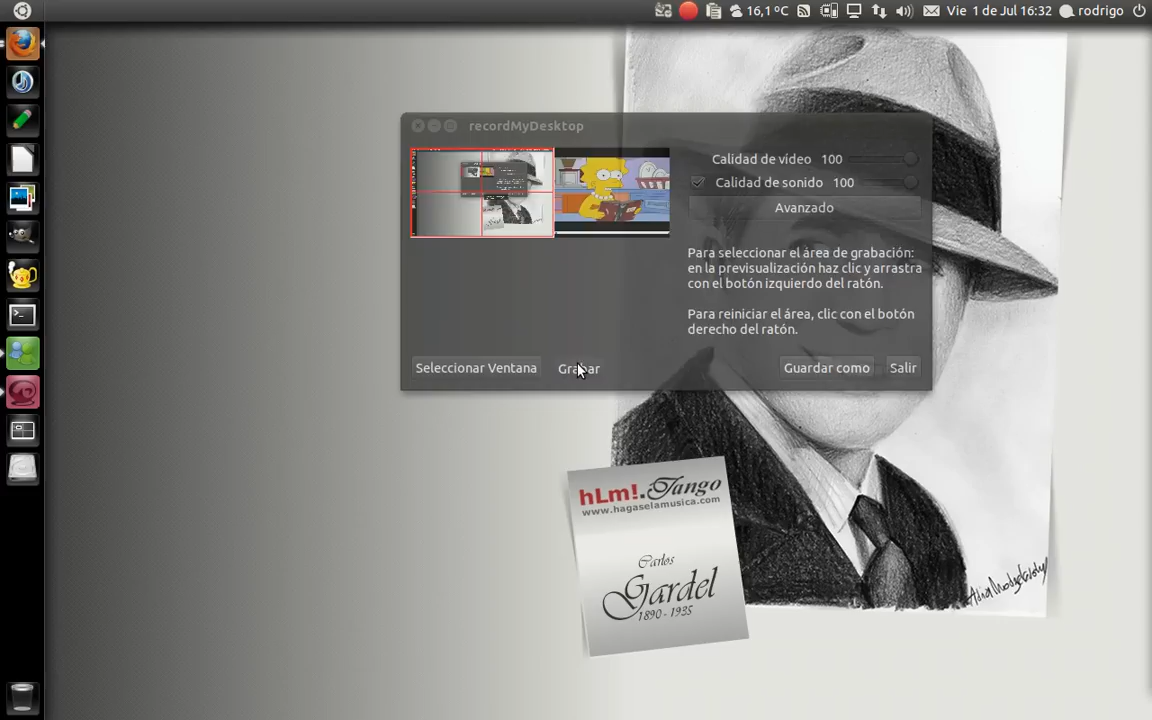 16,1 ºC
Vie 1 de Jul 16:32
rodrigo
recordMyDesktop
Calidad de vídeo 100
Calidad de sonido 100
Avanzado
Para seleccionar el área de grabación:
en la previsualización haz clic y arrastra
con el botón izquierdo del ratón.
Para reiniciar el área, clic con el botón
derecho del ratón.
Seleccionar Ventana
Grabar
Guardar como
Salir
hLm!.Tango
www.hagaselamusica.com
Carlos
Gardel
1890 - 1935